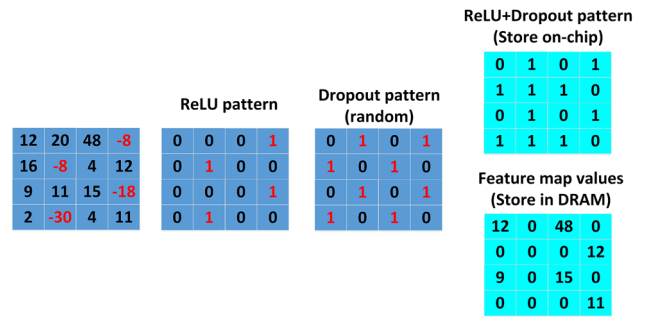 ReLU+Dropout pattern
(Store on-chip)
0 1 0 1
1 1 1 0
0 1 0 1
1 1 1 0
ReLU pattern
Dropout pattern
(random)
12 20 48 -8
16 -8 4 12
9 11 15 -18
2 -30 4 11
0 0 0 1
0 1 0 0
0 0 0 1
0 1 0 0
0 1 0 1
1 0 1 0
0 1 0 1
1 0 1 0
Feature map values
(Store in DRAM)
12 0 48 0
0 0 0 12
9 0 15 0
0 0 0 11